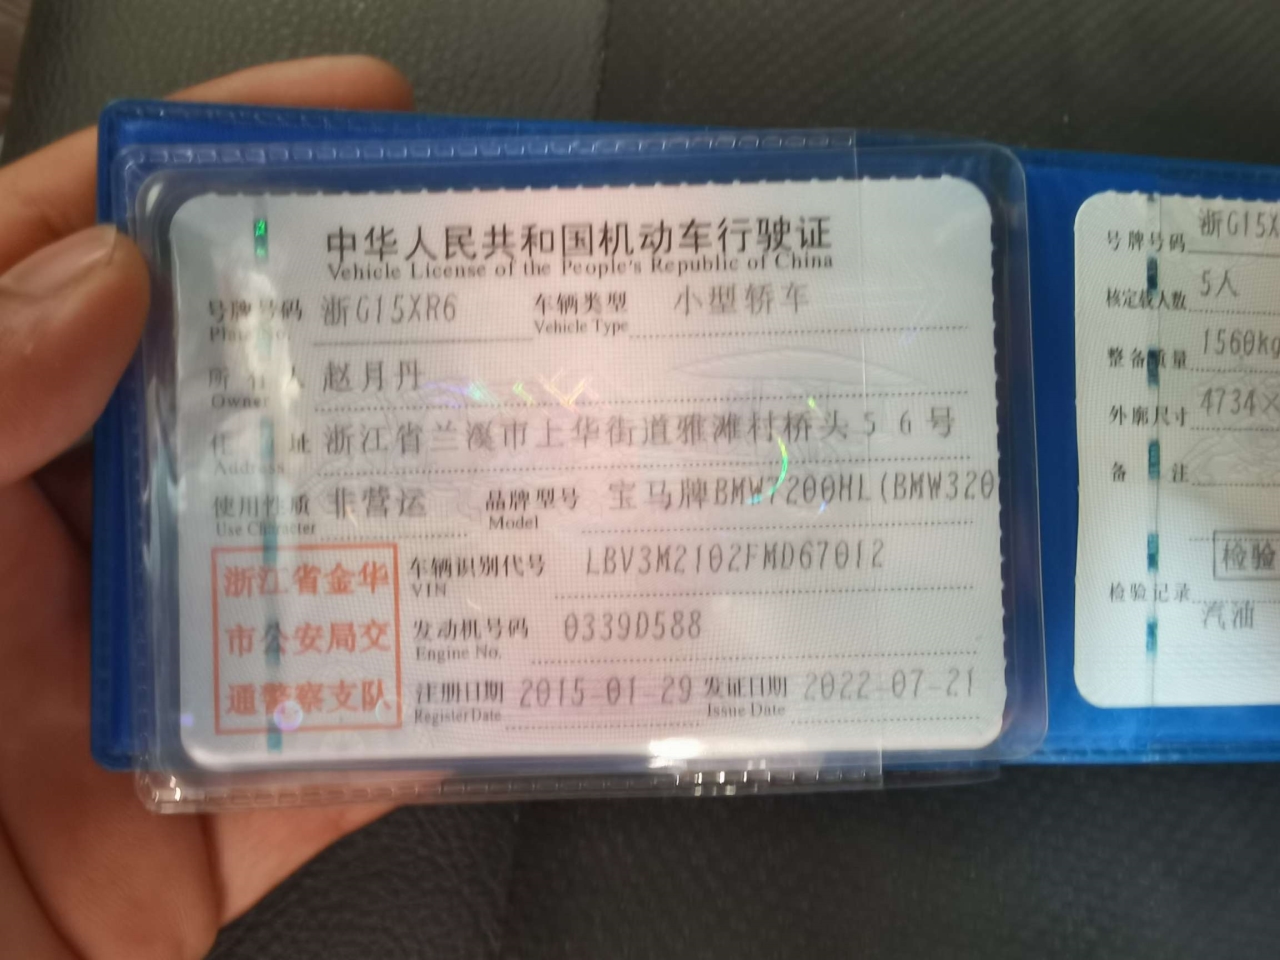 中华人民共和国机动车行驶证
Vehicle License of the People's Republic of China
号牌号码 浙G15XR6 车辆类型 小型轿车
Plate No. Vehicle Type
所有人 赵月丹
Owner
住址 浙江省兰溪市上华街道雅滩村桥头56号
Address
使用性质 非营运 品牌型号 宝马牌BMW7200HL(BMW320
Use Character Model
浙江省金华
市公安局交
通警察支队
车辆识别代号 LBV3M2102FMD67012
VIN
发动机号码 0339D588
Engine No.
注册日期 2015-01-29 发证日期 2022-07-21
Register Date Issue Date
号牌号码 浙G15X
核定载人数 5人
整备质量 1560kg
外廓尺寸 4734×
备注
检验
检验记录
汽油